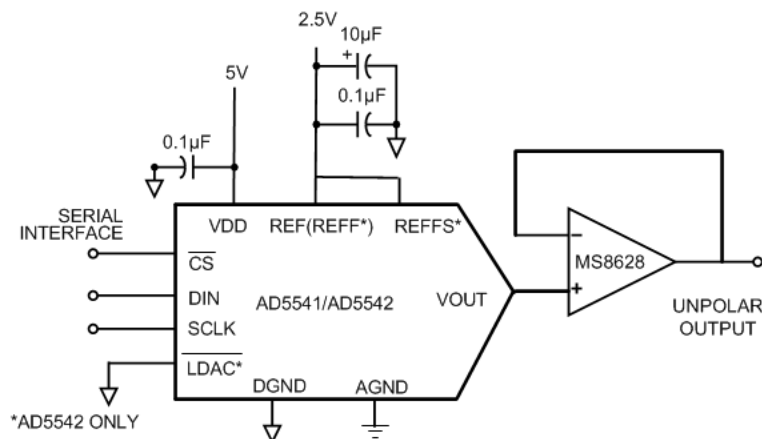 2.5V
10µF
+
5V
0.1µF
0.1µF
SERIAL
INTERFACE
VDD
REF(REFF*)
REFFS*
CS
DIN
AD5541/AD5542
VOUT
SCLK
LDAC*
DGND
AGND
*AD5542 ONLY
−
MS8628
+
UNPOLAR
OUTPUT